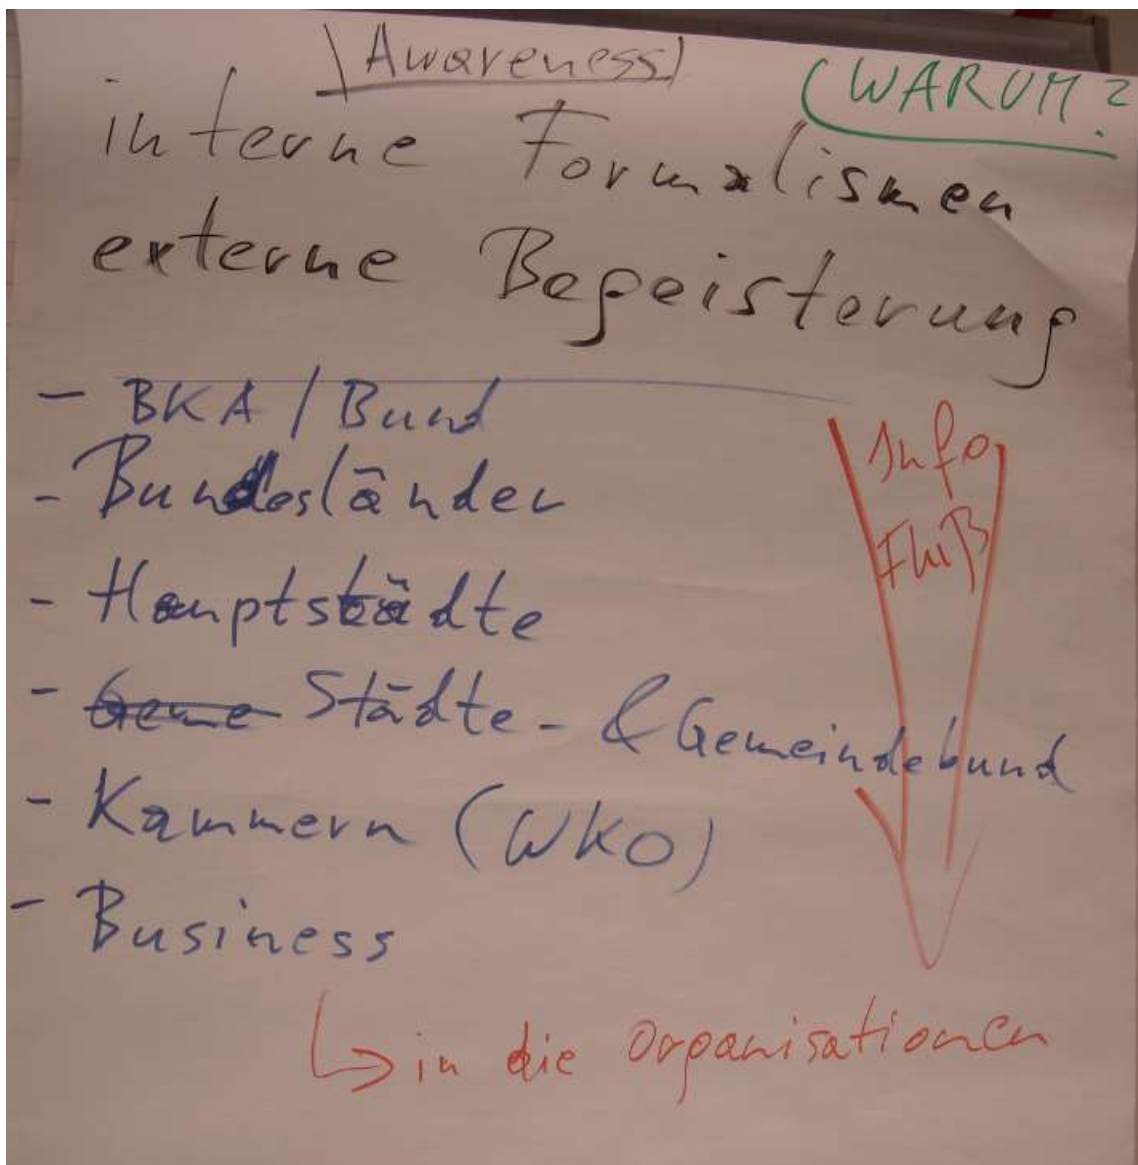 Awareness
(WARUM?
interne Formalismen
externe Begeisterung
- BKA / Bund
- Bundesländer
- Hauptstädte
- Geme Städte- & Gemeindebund
- Kammern (WKO)
- Business
Info
Fluß
in die Organisationen